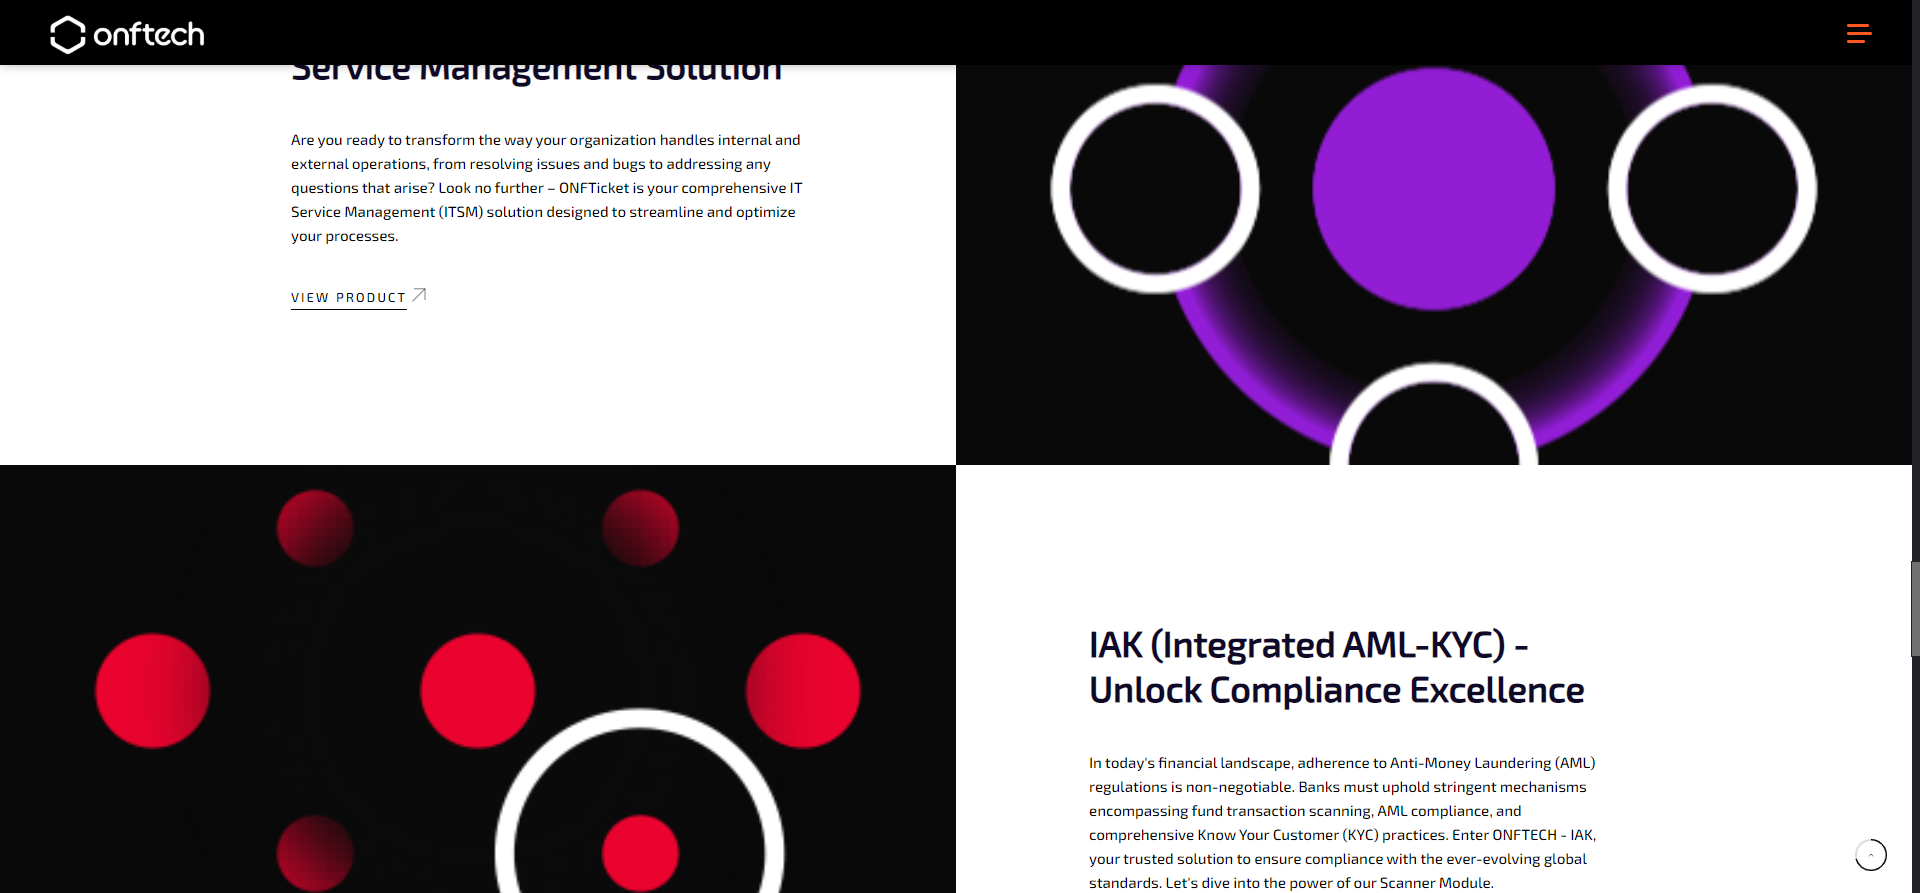 onftech
Service Management Solution
Are you ready to transform the way your organization handles internal and
external operations, from resolving issues and bugs to addressing any
questions that arise? Look no further – ONFTicket is your comprehensive IT
Service Management (ITSM) solution designed to streamline and optimize
your processes.
VIEW PRODUCT
IAK (Integrated AML-KYC) -
Unlock Compliance Excellence
In today's financial landscape, adherence to Anti-Money Laundering (AML)
regulations is non-negotiable. Banks must uphold stringent mechanisms
encompassing fund transaction scanning, AML compliance, and
comprehensive Know Your Customer (KYC) practices. Enter ONFTECH - IAK,
your trusted solution to ensure compliance with the ever-evolving global
standards. Let's dive into the power of our Scanner Module.